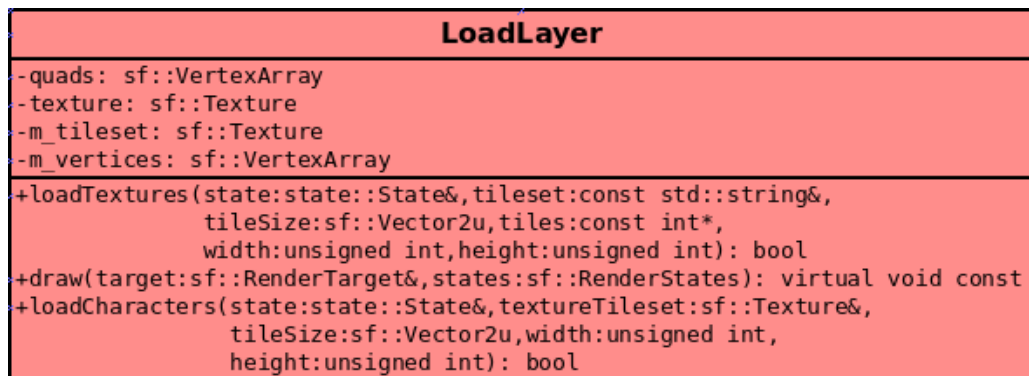 LoadLayer
-quads: sf::VertexArray
-texture: sf::Texture
-m_tileset: sf::Texture
-m_vertices: sf::VertexArray
+loadTextures(state:state::State&,tileset:const std::string&,
tileSize:sf::Vector2u,tiles:const int*,
width:unsigned int,height:unsigned int): bool
+draw(target:sf::RenderTarget&,states:sf::RenderStates): virtual void const
+loadCharacters(state:state::State&,textureTileset:sf::Texture&,
tileSize:sf::Vector2u,width:unsigned int,
height:unsigned int): bool